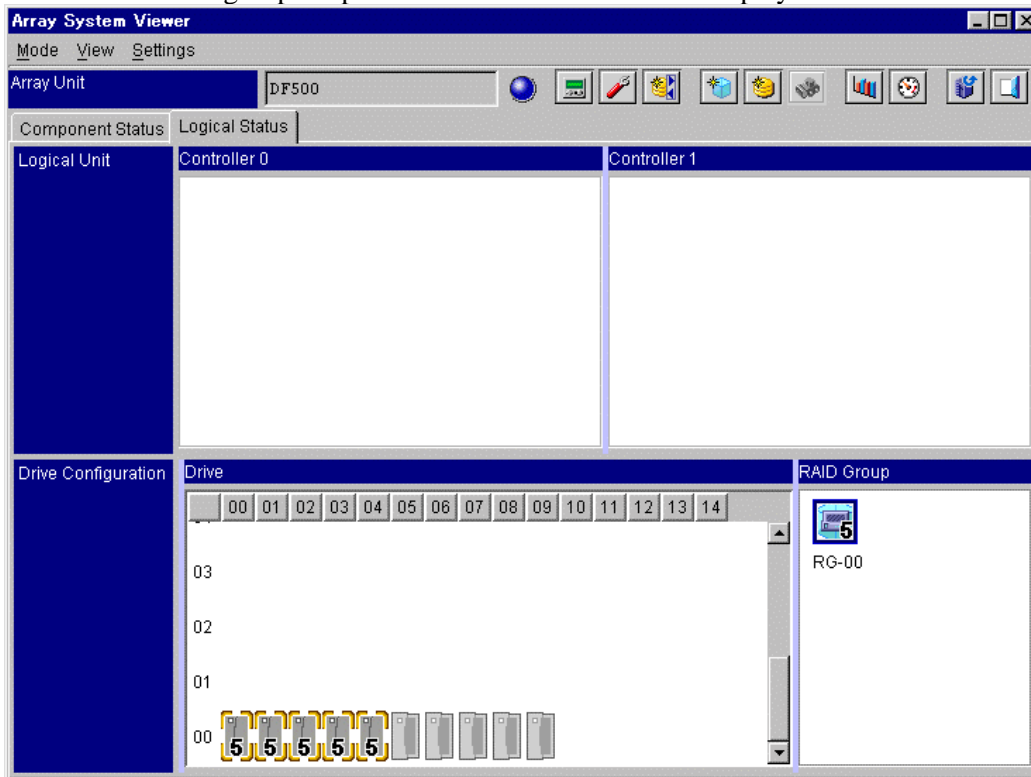 Array System Viewer
Mode View Settings
Array Unit DF500
Component Status Logical Status
Logical Unit Controller 0 Controller 1
Drive Configuration Drive RAID Group
00 01 02 03 04 05 06 07 08 09 10 11 12 13 14
5
RG-00
03
02
01
00 5 5 5 5 5